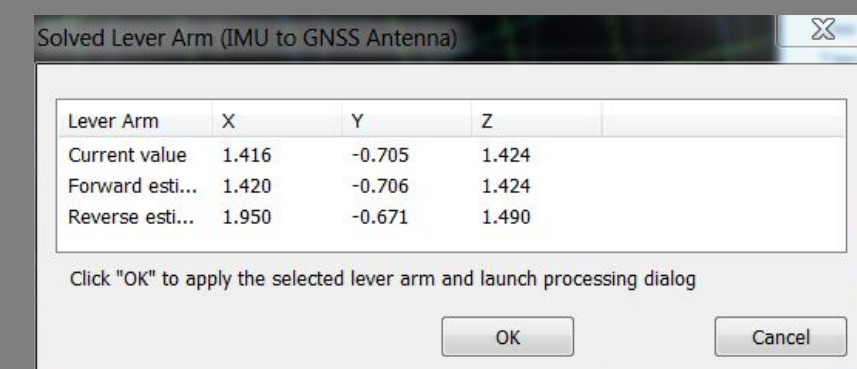 Solved Lever Arm (IMU to GNSS Antenna)
Lever Arm X Y Z
Current value 1.416 -0.705 1.424
Forward esti... 1.420 -0.706 1.424
Reverse esti... 1.950 -0.671 1.490
Click "OK" to apply the selected lever arm and launch processing dialog
OK Cancel